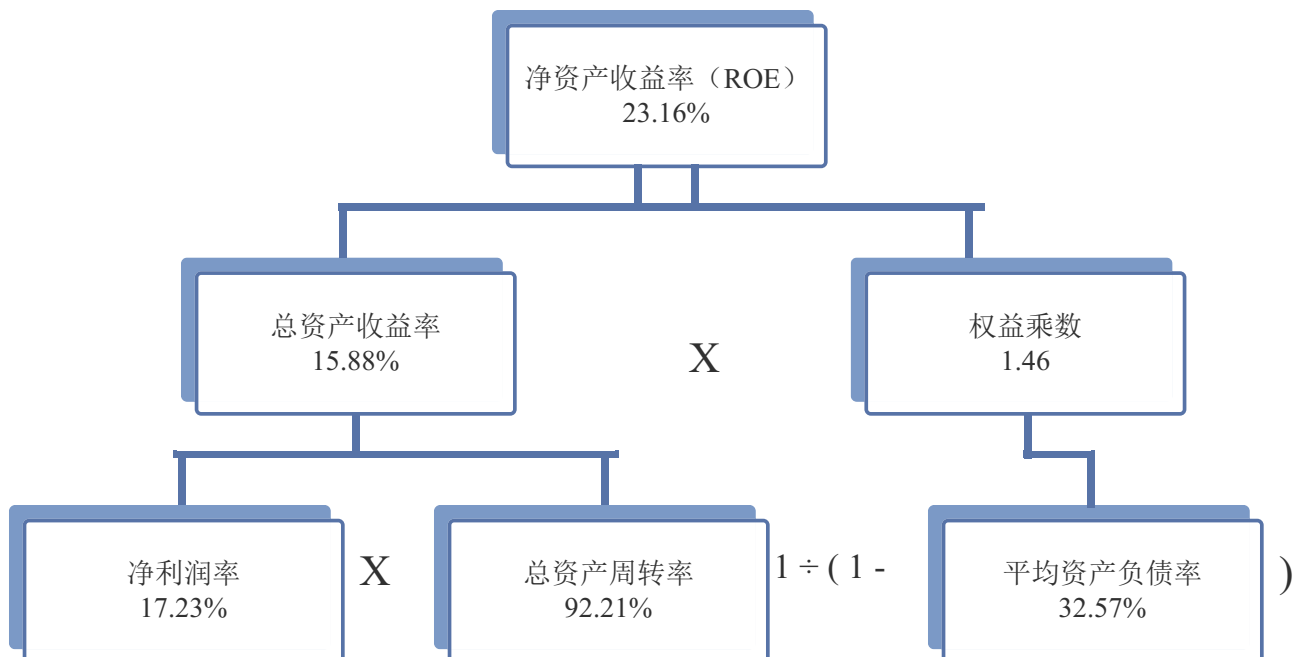 净资产收益率（ROE）
23.16%
总资产收益率
15.88%
X
权益乘数
1.46
净利润率
17.23%
X
总资产周转率
92.21%
1 ÷ ( 1 -
平均资产负债率
32.57%
)